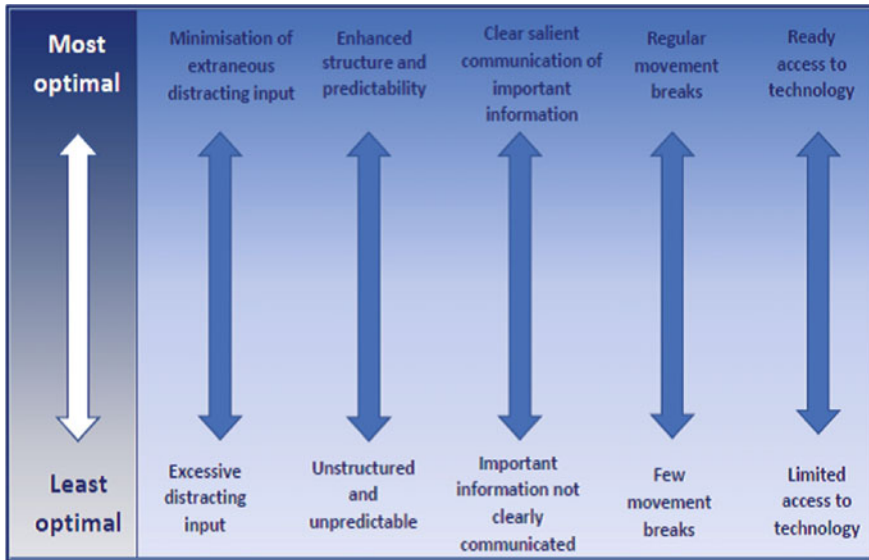 Most
optimal
Minimisation of
extraneous
distracting input
Enhanced
structure and
predictability
Clear salient
communication of
important
information
Regular
movement
breaks
Ready
access to
technology
Least
optimal
Excessive
distracting
input
Unstructured
and
unpredictable
Important
information not
clearly
communicated
Few
movement
breaks
Limited
access to
technology